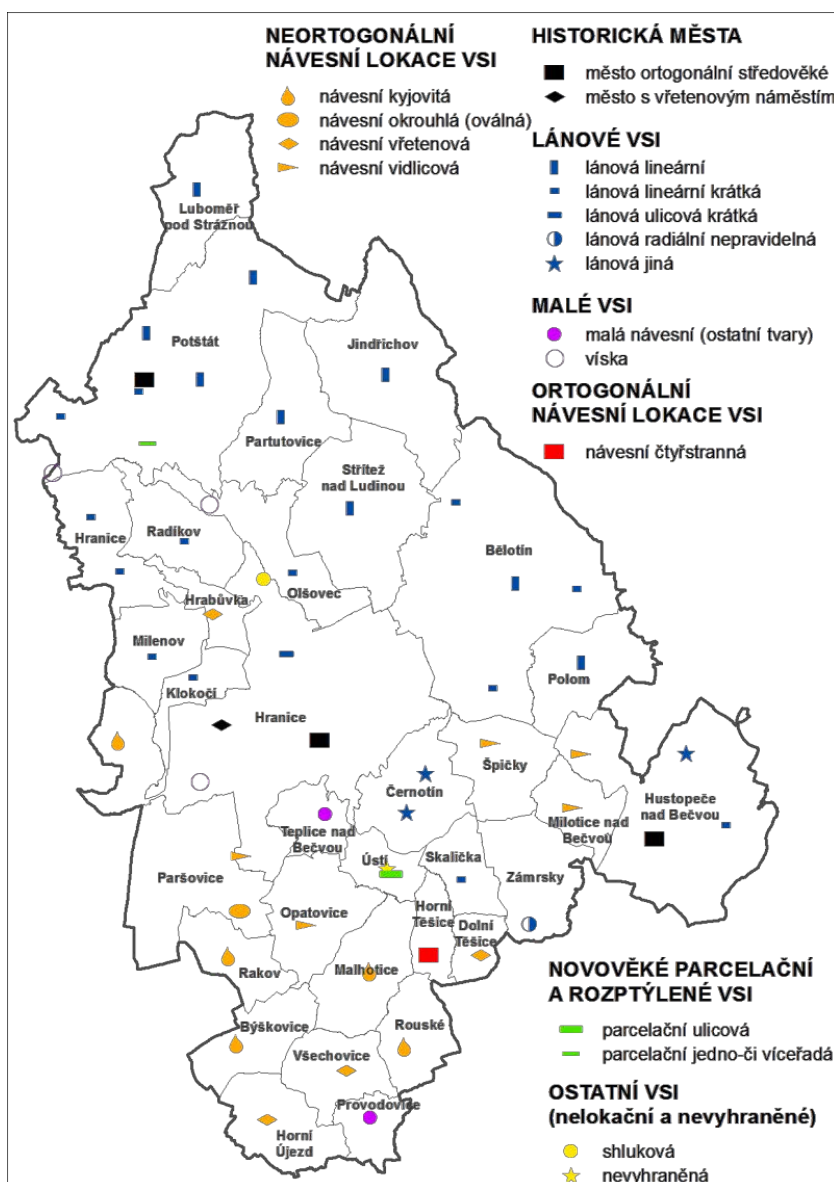 NEORTOGONÁLNÍ
NÁVESNÍ LOKACE VSI
návesní kyjovitá
návesní okrouhlá (oválná)
návesní vřetenová
návesní vidlicová
HISTORICKÁ MĚSTA
město ortogonální středověké
město s vřetenovým náměstím
LÁNOVÉ VSI
lánová lineární
lánová lineární krátká
lánová ulicová krátká
lánová radiální nepravidelná
lánová jiná
MALÉ VSI
malá návesní (ostatní tvary)
víska
ORTOGONÁLNÍ
NÁVESNÍ LOKACE VSI
návesní čtyřstranná
Luboměř
pod Strážnou
Potštát
Jindřichov
Partutovice
Střítež
nad Ludinou
Hranice
Radíkov
Bělotín
Olšovec
Hrabůvka
Milenov
Klokočí
Polom
Hranice
Špičky
Černotín
Hustopeče
nad Bečvou
Milotice nad
Bečvou
Teplice nad
Bečvou
Ústí
Skalička
Paršovice
Zámrsky
Opatovice
Horní
Těšice
Dolní
Těšice
Rakov
Malhotice
Býškovice
Rouské
Všechovice
Provodovice
Horní
Újezd
NOVOVĚKÉ PARCELAČNÍ
A ROZPTÝLENÉ VSI
parcelační ulicová
parcelační jedno-či víceřadá
OSTATNÍ VSI
(nelokační a nevyhraněné)
shluková
nevyhraněná